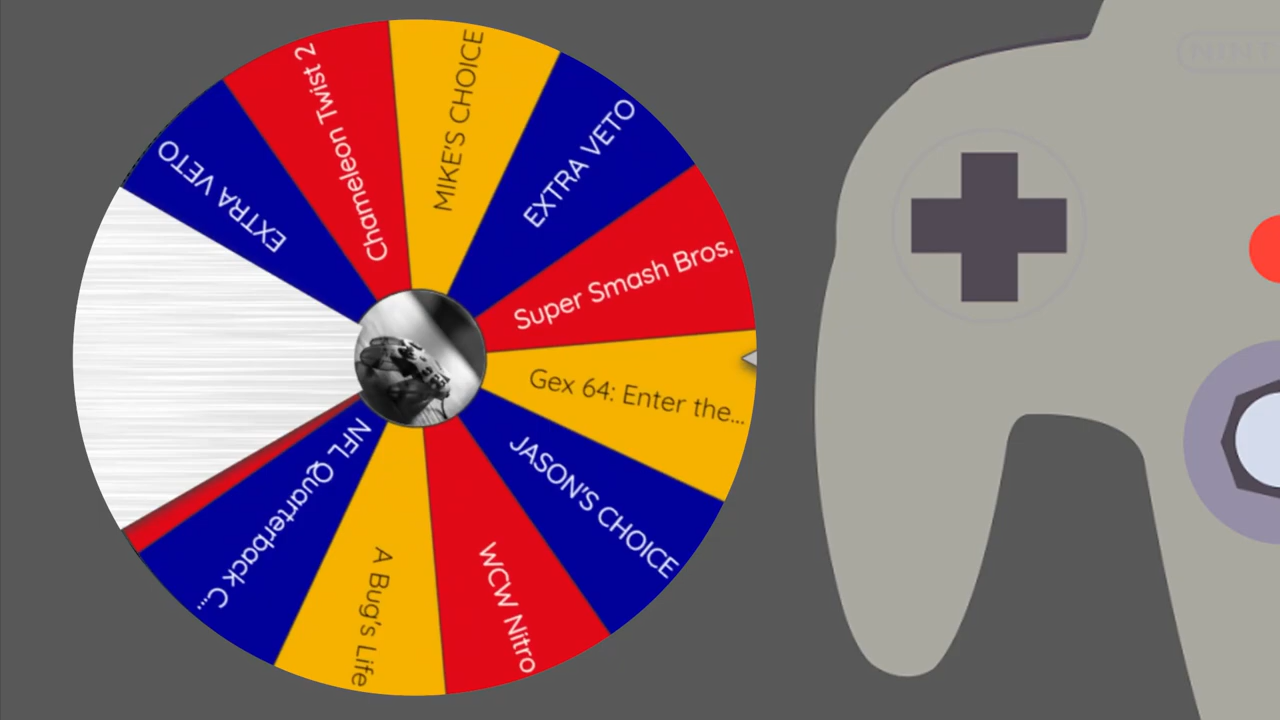 EXTRA VETO
Chameleon Twist 2
MIKE'S CHOICE
EXTRA VETO
Super Smash Bros.
Gex 64: Enter the...
JASON'S CHOICE
WCW Nitro
A Bug's Life
NFL Quarterback C...